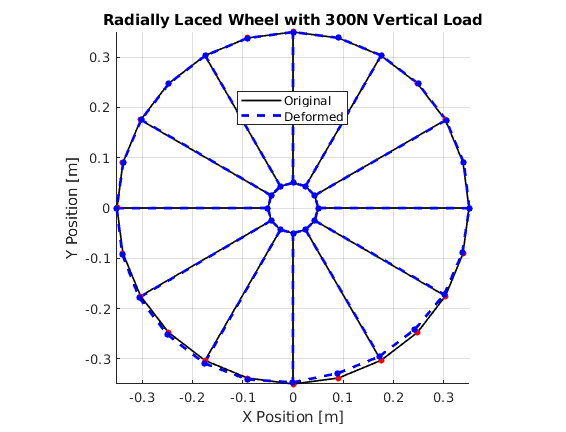 Radially Laced Wheel with 300N Vertical Load
Original
Deformed
Y Position [m]
0.3
0.2
0.1
0
-0.1
-0.2
-0.3
-0.3
-0.2
-0.1
0
0.1
0.2
0.3
X Position [m]